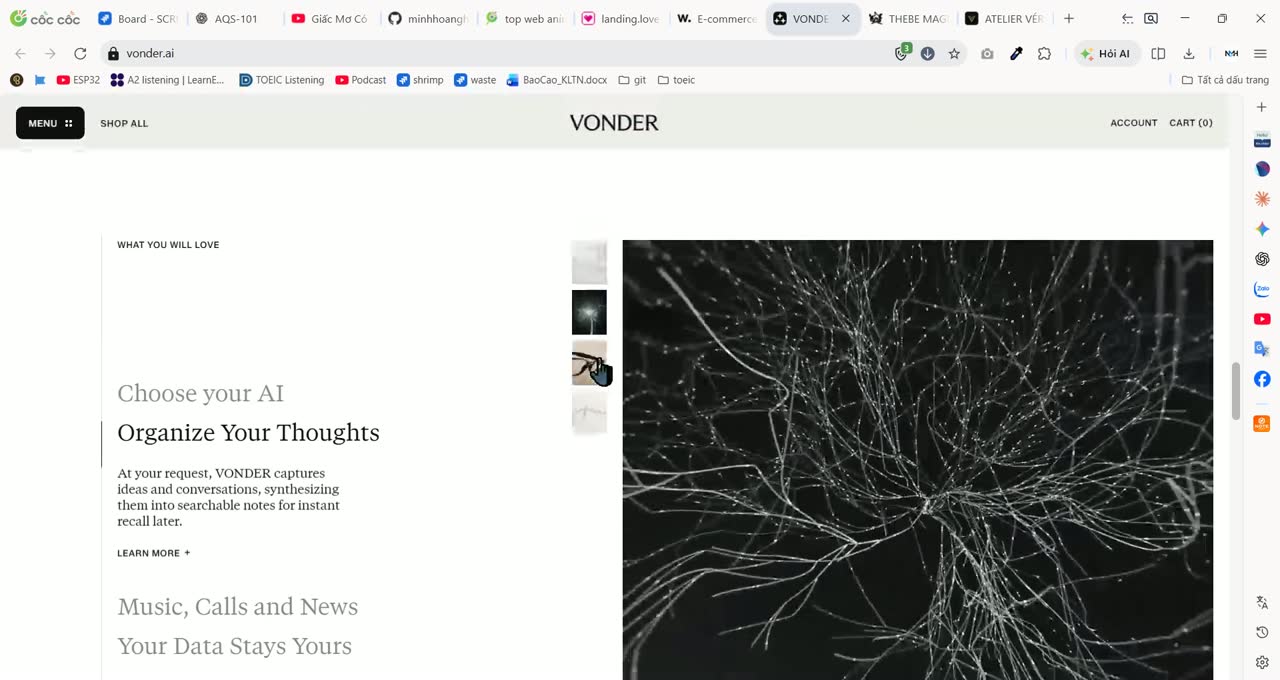 cốc cốc
Board - SCR
AQS-101
Giấc Mơ Có
minhhoangh
top web ani
landing.love
W. E-commerce
VONDE
THEBE MAG
ATELIER VÉR
vonder.ai
3
Hỏi AI
ESP32
A2 listening | LearnE...
TOEIC Listening
Podcast
shrimp
waste
BaoCao_KLTN.docx
git
toeic
Tất cả dấu trang
MENU
SHOP ALL
VONDER
ACCOUNT
CART (0)
WHAT YOU WILL LOVE
Choose your AI
Organize Your Thoughts
At your request, VONDER captures
ideas and conversations, synthesizing
them into searchable notes for instant
recall later.
LEARN MORE +
Music, Calls and News
Your Data Stays Yours
Zalo